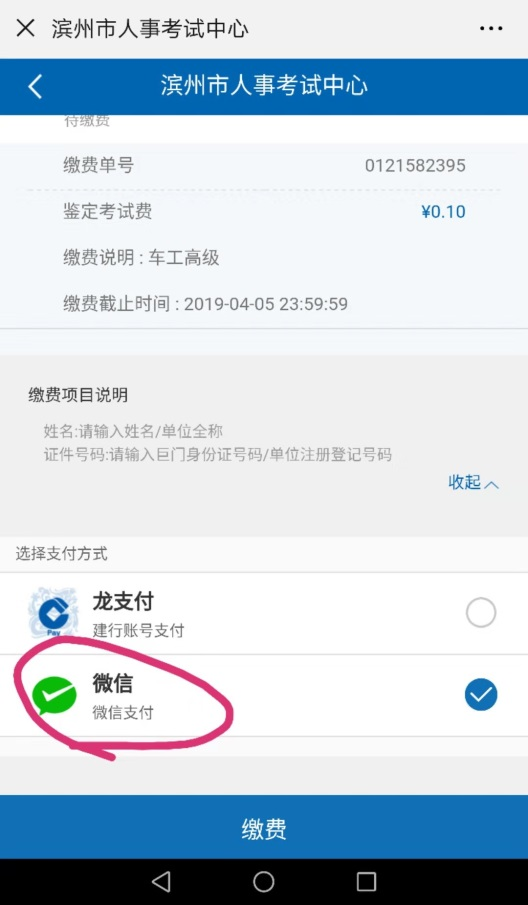 滨州市人事考试中心
滨州市人事考试中心
待缴费
缴费单号 0121582395
鉴定考试费 ¥0.10
缴费说明 : 车工高级
缴费截止时间 : 2019-04-05 23:59:59
缴费项目说明
姓名:请输入姓名/单位全称
证件号码:请输入巨门身份证号码/单位注册登记号码
收起
选择支付方式
龙支付
建行账号支付
Pay
微信
微信支付
缴费